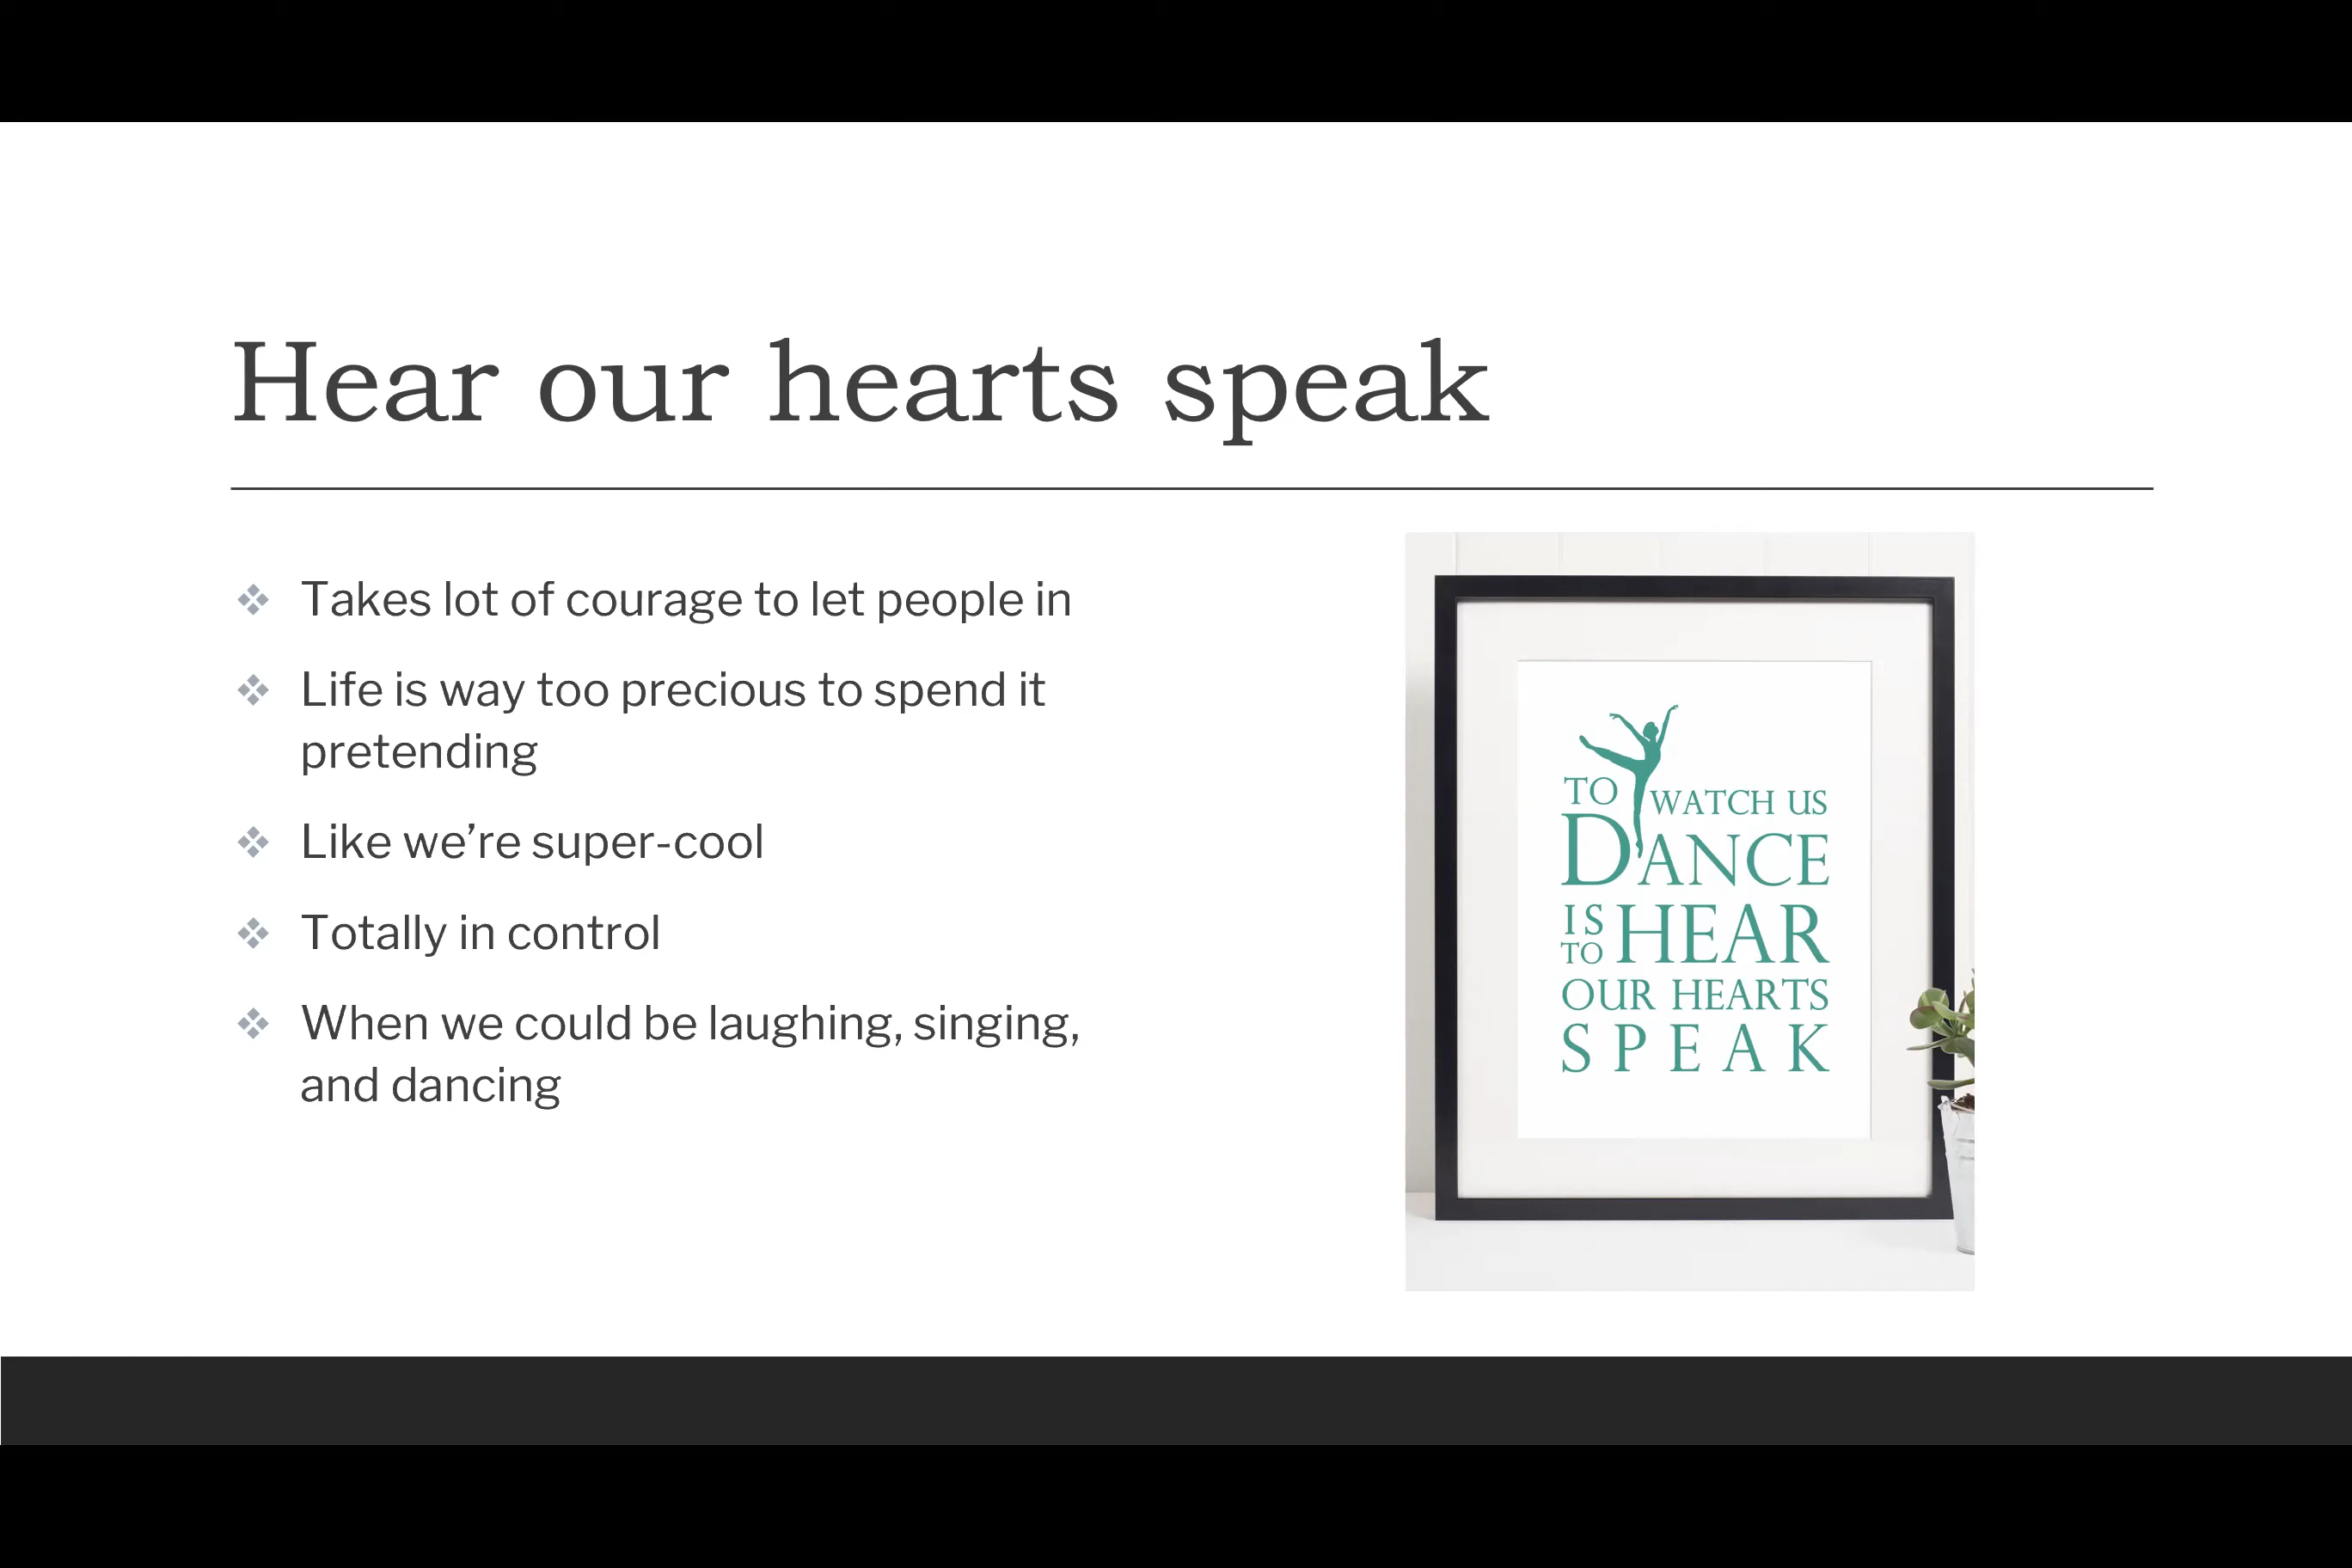 Hear our hearts speak
Takes lot of courage to let people in
Life is way too precious to spend it
pretending
Like we’re super-cool
Totally in control
When we could be laughing, singing,
and dancing
TO WATCH US
DANCE
IS
TO HEAR
OUR HEARTS
SPEAK